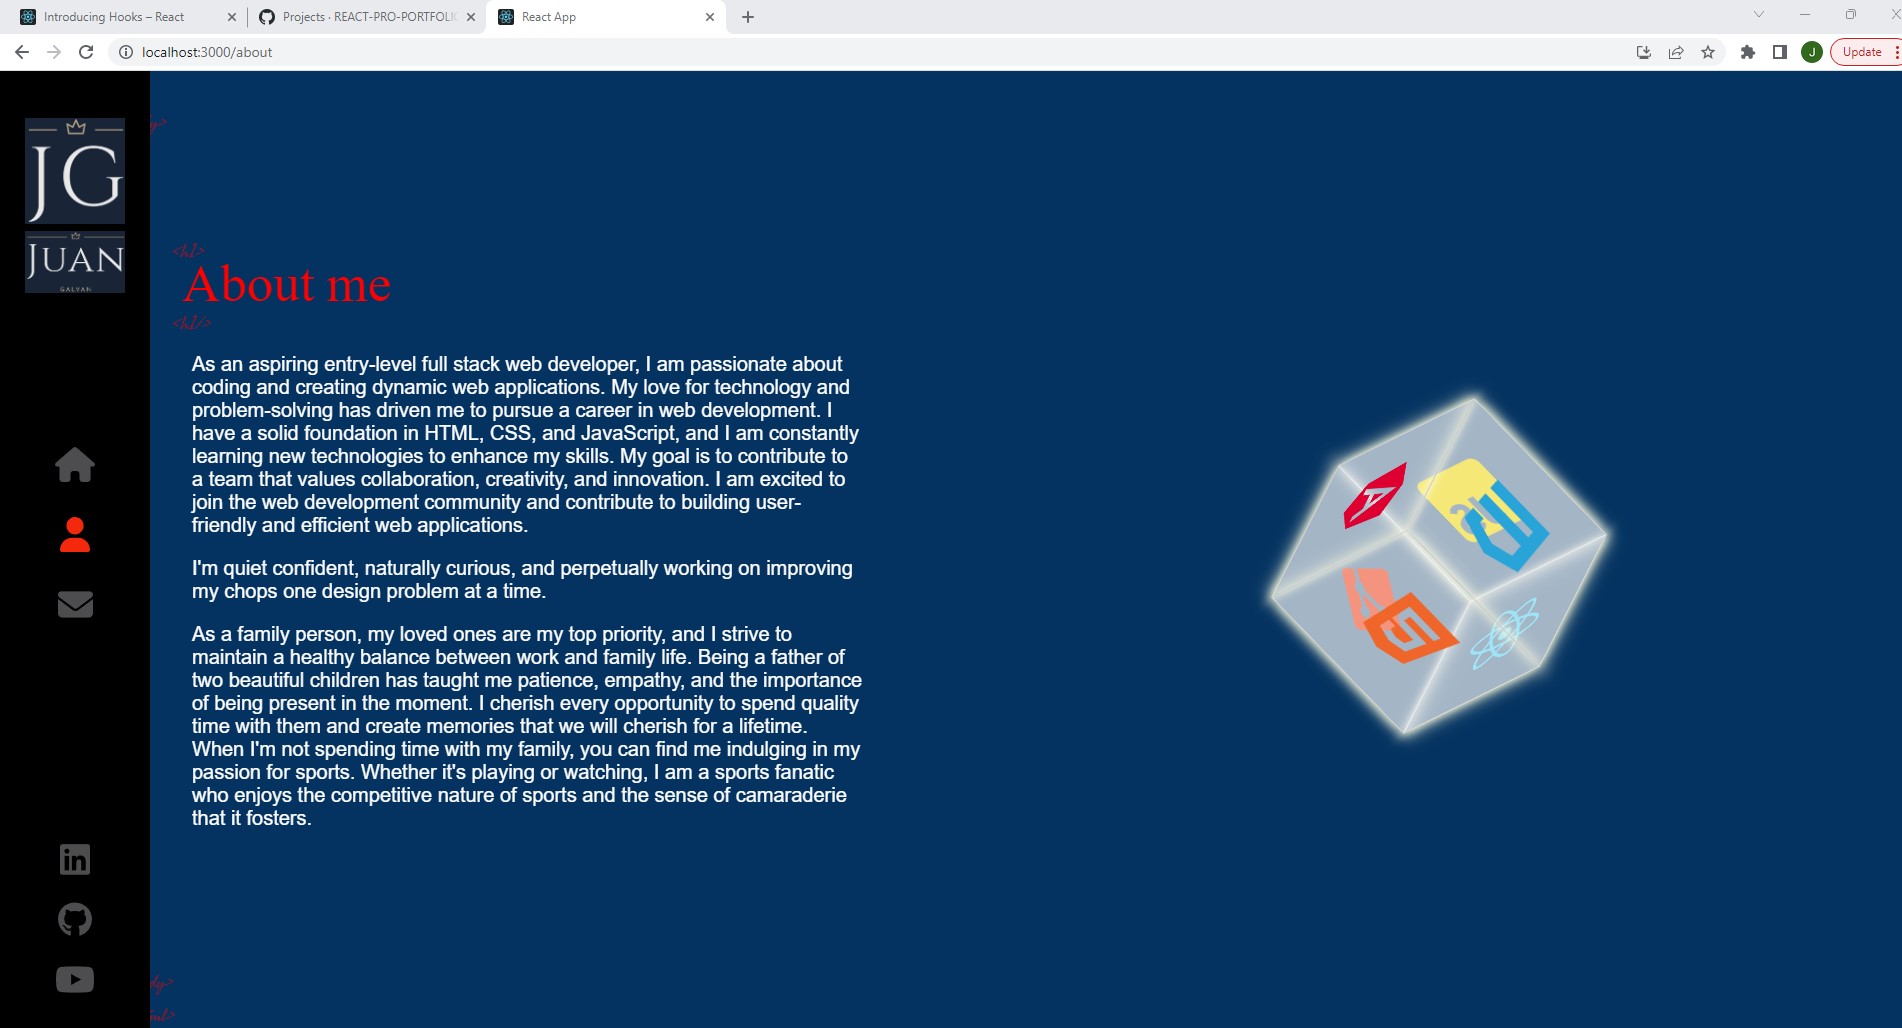 Introducing Hooks – React
Projects · REACT-PRO-PORTFOLIO
React App
localhost:3000/about
J
Update
JG
JUAN
GALVAN
<h1>
About me
<h1/>
As an aspiring entry-level full stack web developer, I am passionate about
coding and creating dynamic web applications. My love for technology and
problem-solving has driven me to pursue a career in web development. I
have a solid foundation in HTML, CSS, and JavaScript, and I am constantly
learning new technologies to enhance my skills. My goal is to contribute to
a team that values collaboration, creativity, and innovation. I am excited to
join the web development community and contribute to building user-
friendly and efficient web applications.
I'm quiet confident, naturally curious, and perpetually working on improving
my chops one design problem at a time.
As a family person, my loved ones are my top priority, and I strive to
maintain a healthy balance between work and family life. Being a father of
two beautiful children has taught me patience, empathy, and the importance
of being present in the moment. I cherish every opportunity to spend quality
time with them and create memories that we will cherish for a lifetime.
When I'm not spending time with my family, you can find me indulging in my
passion for sports. Whether it's playing or watching, I am a sports fanatic
who enjoys the competitive nature of sports and the sense of camaraderie
that it fosters.
in